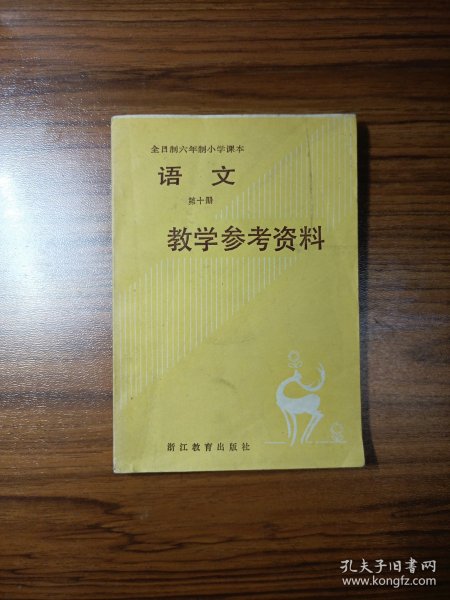 全日制六年制小学课本
语文
第十册
教学参考资料
浙江教育出版社
孔夫子旧书网
www.kongfz.com